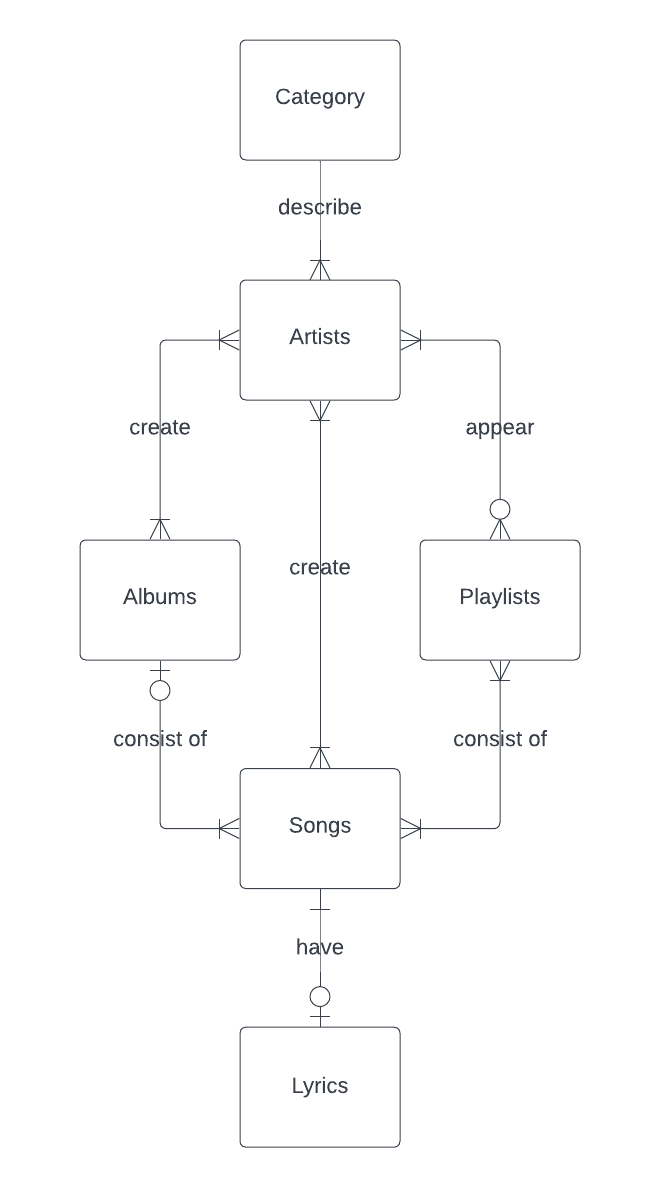 Category
describe
Artists
create
appear
create
Albums
Playlists
consist of
consist of
Songs
have
Lyrics